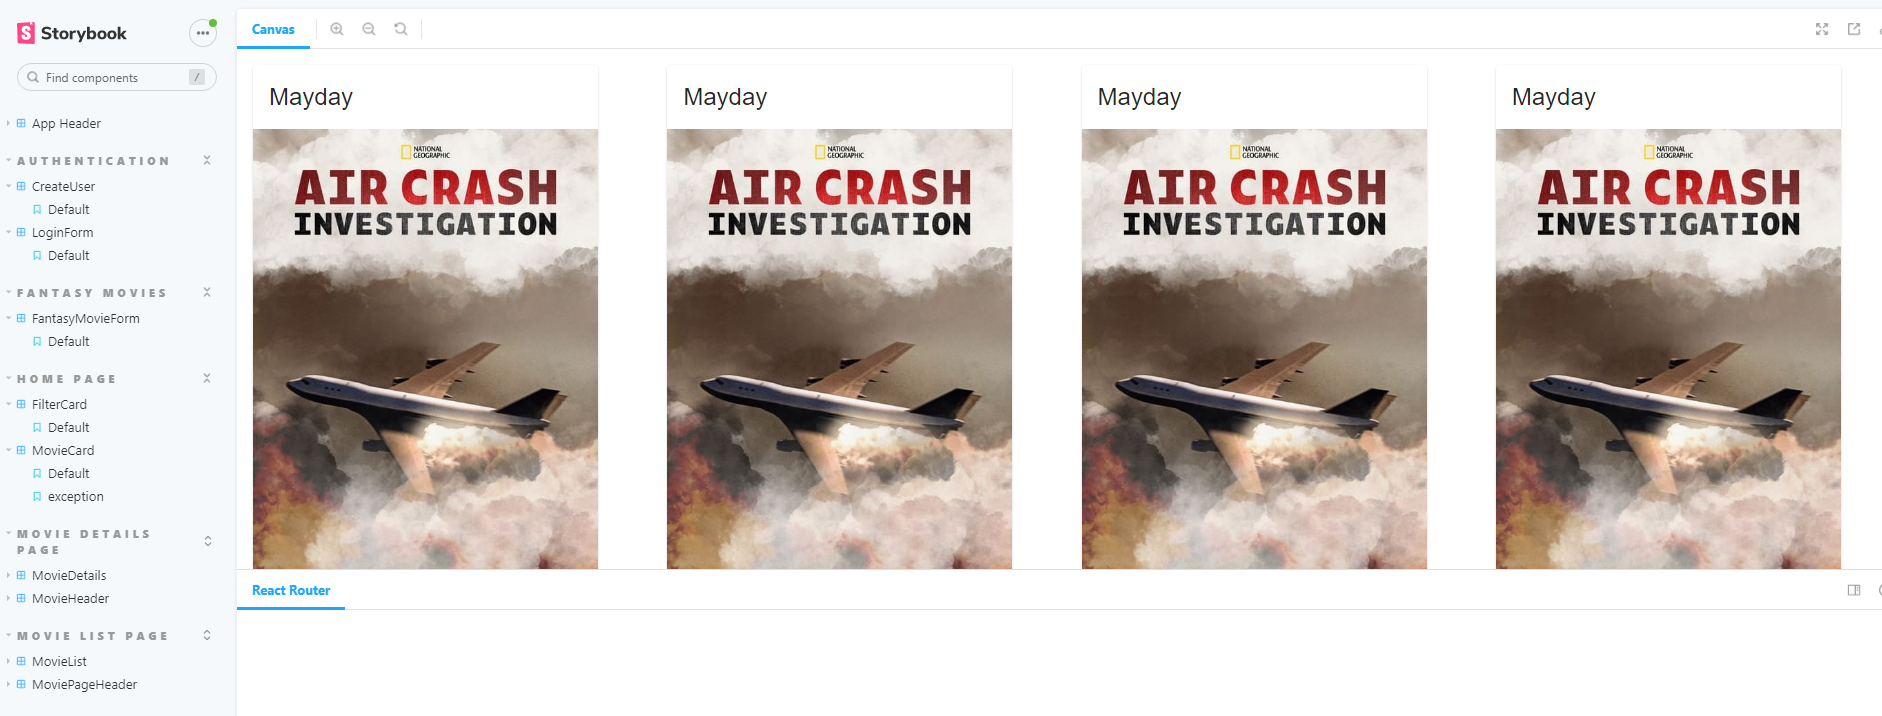 Storybook
Find components
/
App Header
AUTHENTICATION
CreateUser
Default
LoginForm
Default
FANTASY MOVIES
FantasyMovieForm
Default
HOME PAGE
FilterCard
Default
MovieCard
Default
exception
MOVIE DETAILS
PAGE
MovieDetails
MovieHeader
MOVIE LIST PAGE
MovieList
MoviePageHeader
Canvas
Mayday
NATIONAL
GEOGRAPHIC
AIR CRASH
INVESTIGATION
Mayday
NATIONAL
GEOGRAPHIC
AIR CRASH
INVESTIGATION
Mayday
NATIONAL
GEOGRAPHIC
AIR CRASH
INVESTIGATION
Mayday
NATIONAL
GEOGRAPHIC
AIR CRASH
INVESTIGATION
React Router